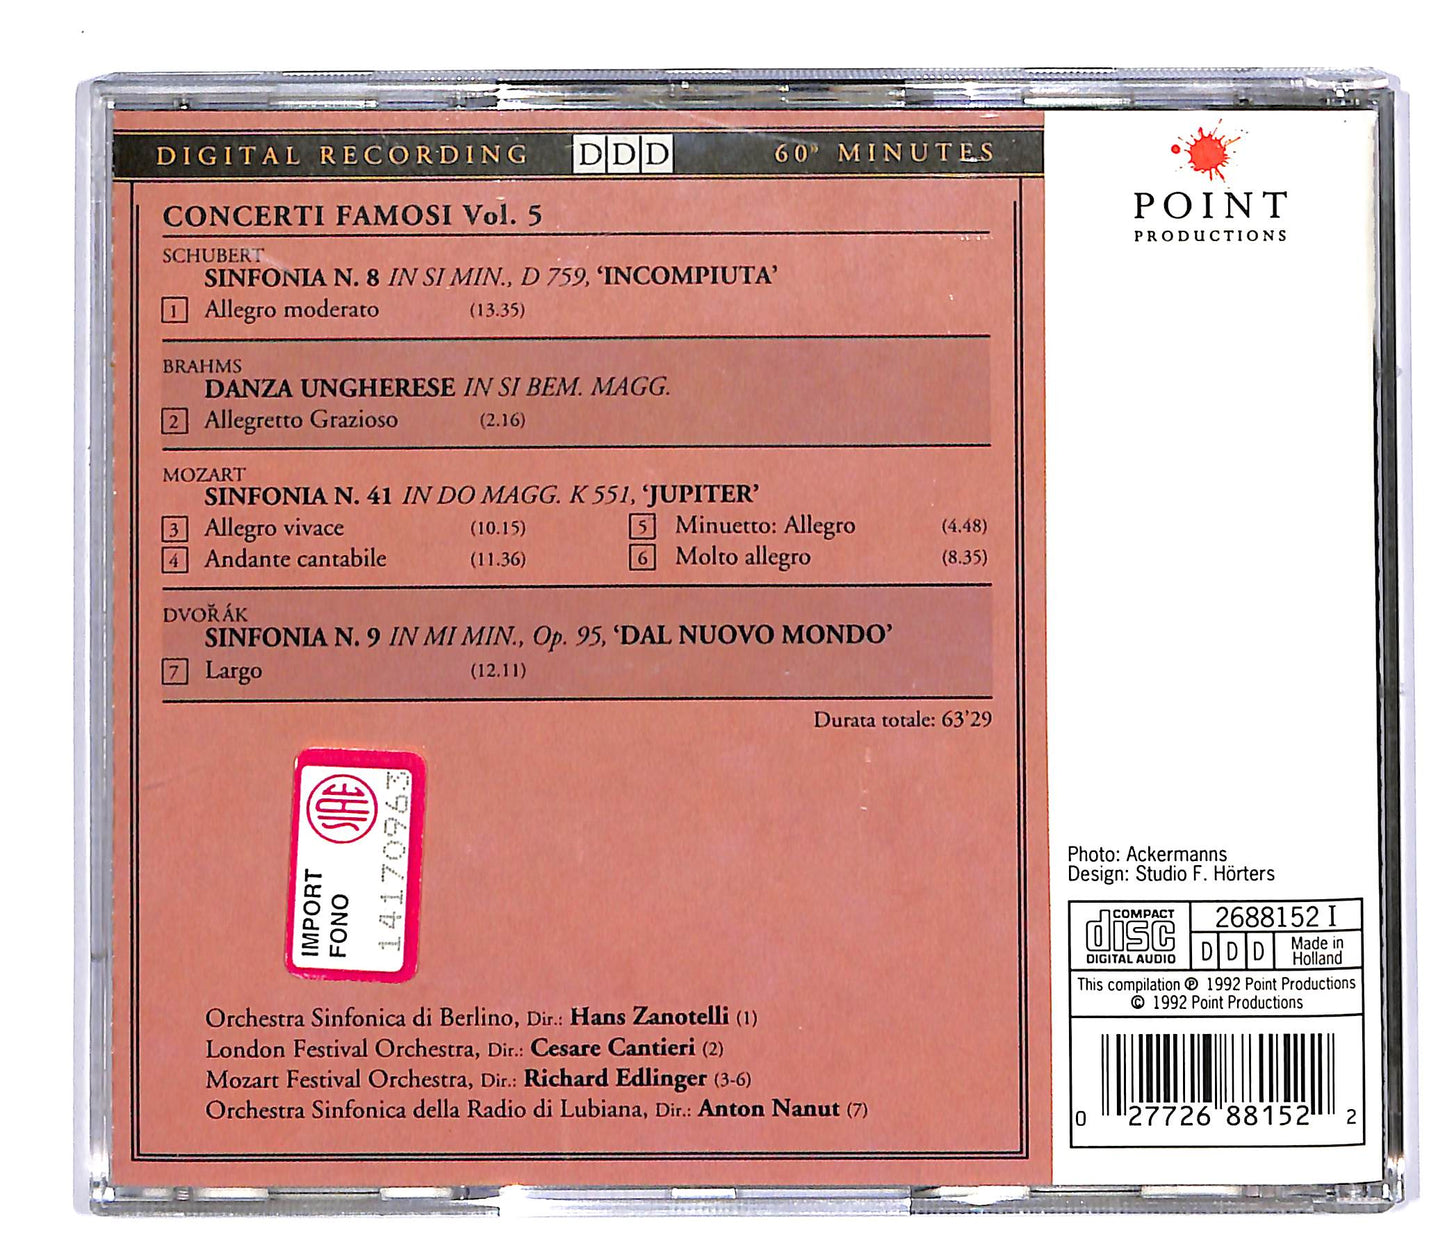 DIGITAL RECORDING DDD 60" MINUTES
CONCERTI FAMOSI Vol. 5
SCHUBERT
SINFONIA N. 8 IN SI MIN., D 759, ‘INCOMPIUTA’
1 Allegro moderato (13.35)
BRAHMS
DANZA UNGHERESE IN SI BEM. MAGG.
2 Allegretto Grazioso (2.16)
MOZART
SINFONIA N. 41 IN DO MAGG. K 551, ‘JUPITER’
3 Allegro vivace (10.15)
4 Andante cantabile (11.36)
5 Minuetto: Allegro (4.48)
6 Molto allegro (8.35)
DVOŘÁK
SINFONIA N. 9 IN MI MIN., Op. 95, ‘DAL NUOVO MONDO’
7 Largo (12.11)
Durata totale: 63’29
SIAE
IMPORT
FONO
141709963
Orchestra Sinfonica di Berlino, Dir.: Hans Zanotelli (1)
London Festival Orchestra, Dir.: Cesare Cantieri (2)
Mozart Festival Orchestra, Dir.: Richard Edlinger (3-6)
Orchestra Sinfonica della Radio di Lubiana, Dir.: Anton Nanut (7)
POINT
PRODUCTIONS
Photo: Ackermanns
Design: Studio F. Hörters
COMPACT
disc
DIGITAL AUDIO
2688152 I
DDD
Made in
Holland
This compilation ℗ 1992 Point Productions
© 1992 Point Productions
0 27726 88152 2